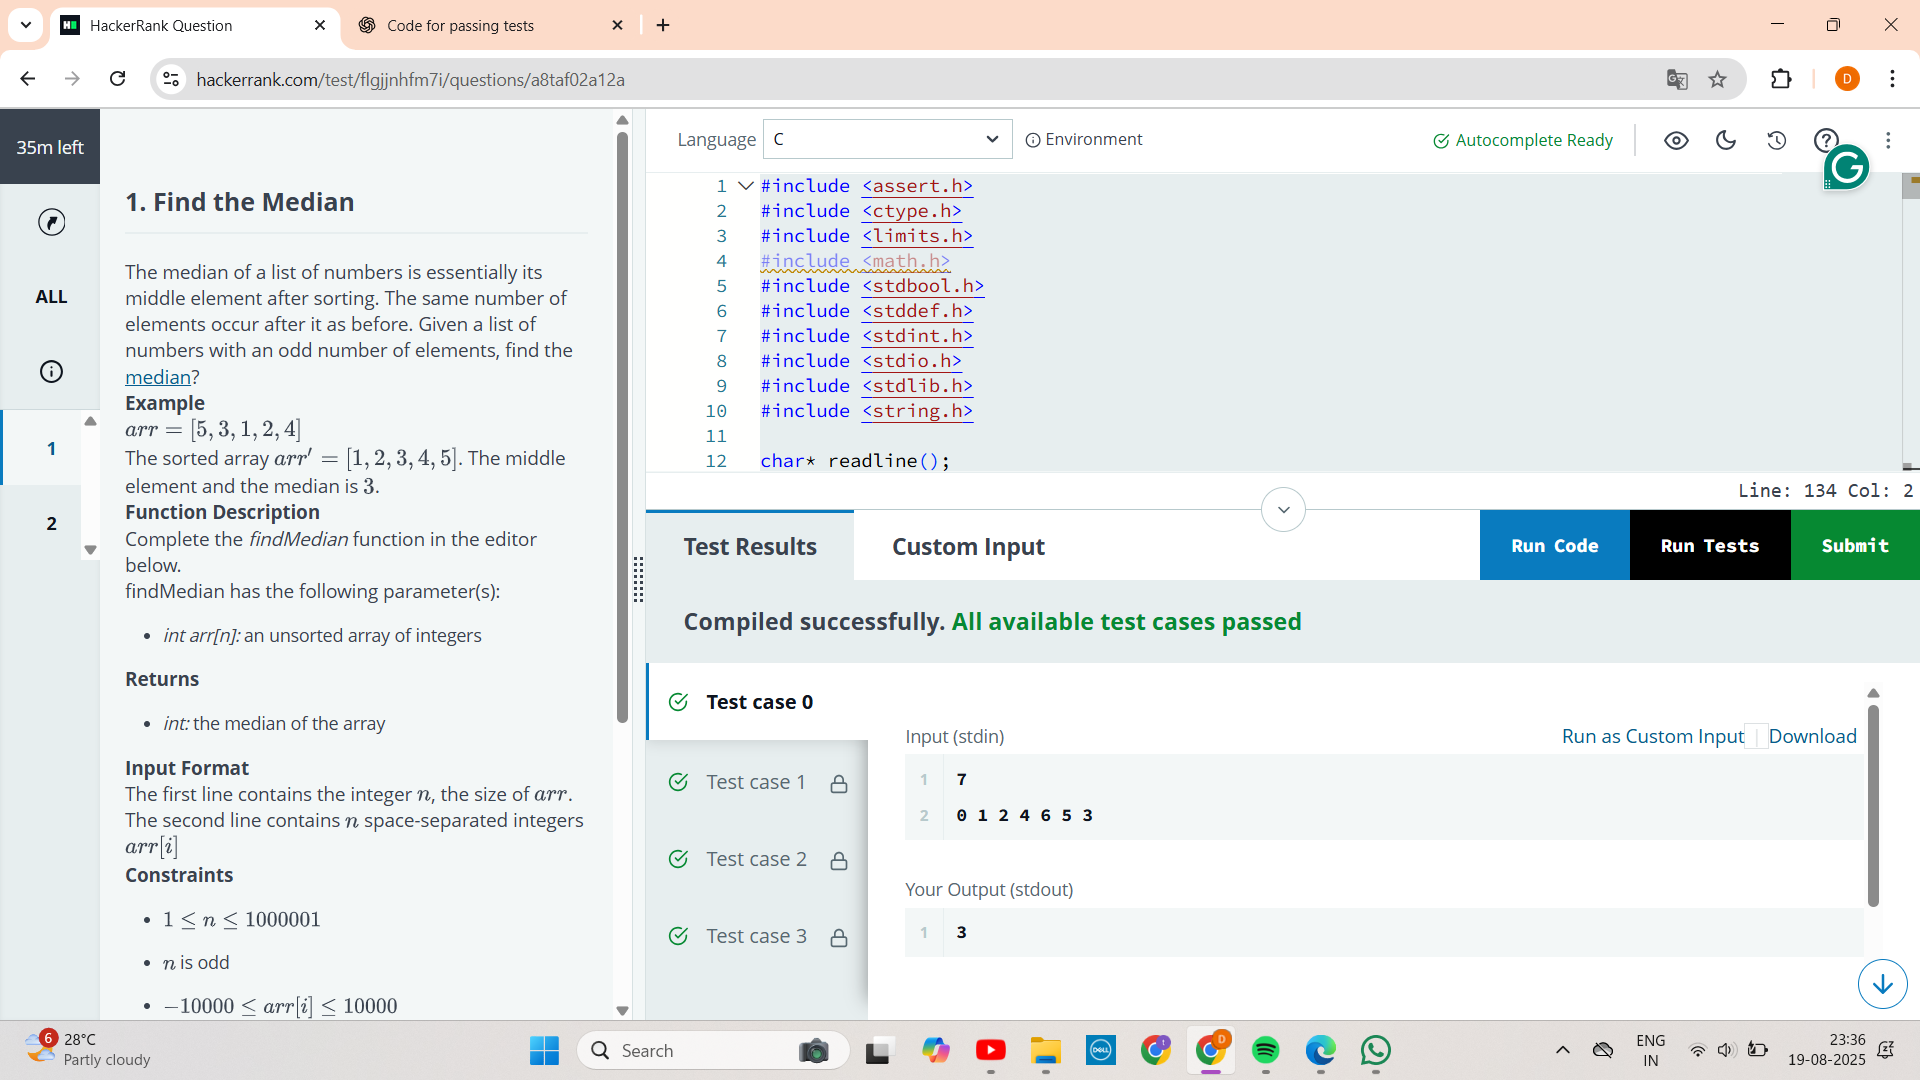 HackerRank Question
Code for passing tests
hackerrank.com/test/flgjjnhfm7i/questions/a8taf02a12a
D
35m left
ALL
1
2
1. Find the Median
The median of a list of numbers is essentially its
middle element after sorting. The same number of
elements occur after it as before. Given a list of
numbers with an odd number of elements, find the
median?
Example
arr = [5, 3, 1, 2, 4]
The sorted array arr′ = [1, 2, 3, 4, 5]. The middle
element and the median is 3.
Function Description
Complete the findMedian function in the editor
below.
findMedian has the following parameter(s):
• int arr[n]: an unsorted array of integers
Returns
• int: the median of the array
Input Format
The first line contains the integer n, the size of arr.
The second line contains n space-separated integers
arr[i]
Constraints
• 1 ≤ n ≤ 1000001
• n is odd
• −10000 ≤ arr[i] ≤ 10000
Language C
Environment
Autocomplete Ready
1 #include <assert.h>
2 #include <ctype.h>
3 #include <limits.h>
4 #include <math.h>
5 #include <stdbool.h>
6 #include <stddef.h>
7 #include <stdint.h>
8 #include <stdio.h>
9 #include <stdlib.h>
10 #include <string.h>
11
12 char* readline();
Line: 134 Col: 2
Test Results
Custom Input
Run Code
Run Tests
Submit
Compiled successfully. All available test cases passed
Test case 0
Test case 1
Test case 2
Test case 3
Input (stdin)
Run as Custom Input
Download
1 7
2 0 1 2 4 6 5 3
Your Output (stdout)
1 3
6
28°C
Partly cloudy
Search
DELL
D
ENG
IN
23:36
19-08-2025